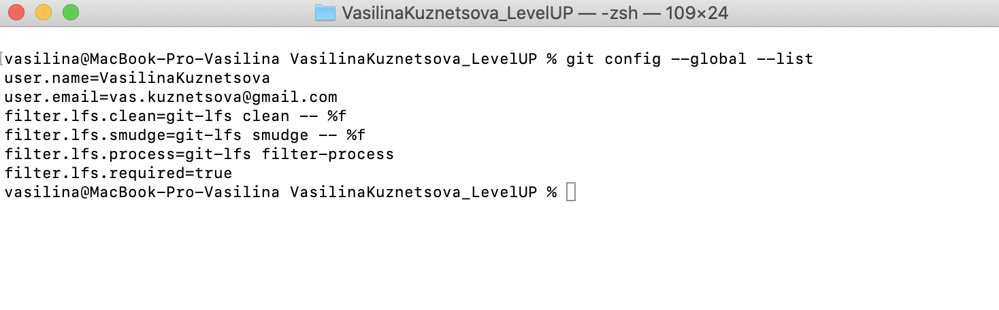 VasilinaKuznetsova_LevelUP — -zsh — 109×24
[vasilina@MacBook-Pro-Vasilina VasilinaKuznetsova_LevelUP % git config --global --list
user.name=VasilinaKuznetsova
user.email=vas.kuznetsova@gmail.com
filter.lfs.clean=git-lfs clean -- %f
filter.lfs.smudge=git-lfs smudge -- %f
filter.lfs.process=git-lfs filter-process
filter.lfs.required=true
vasilina@MacBook-Pro-Vasilina VasilinaKuznetsova_LevelUP %